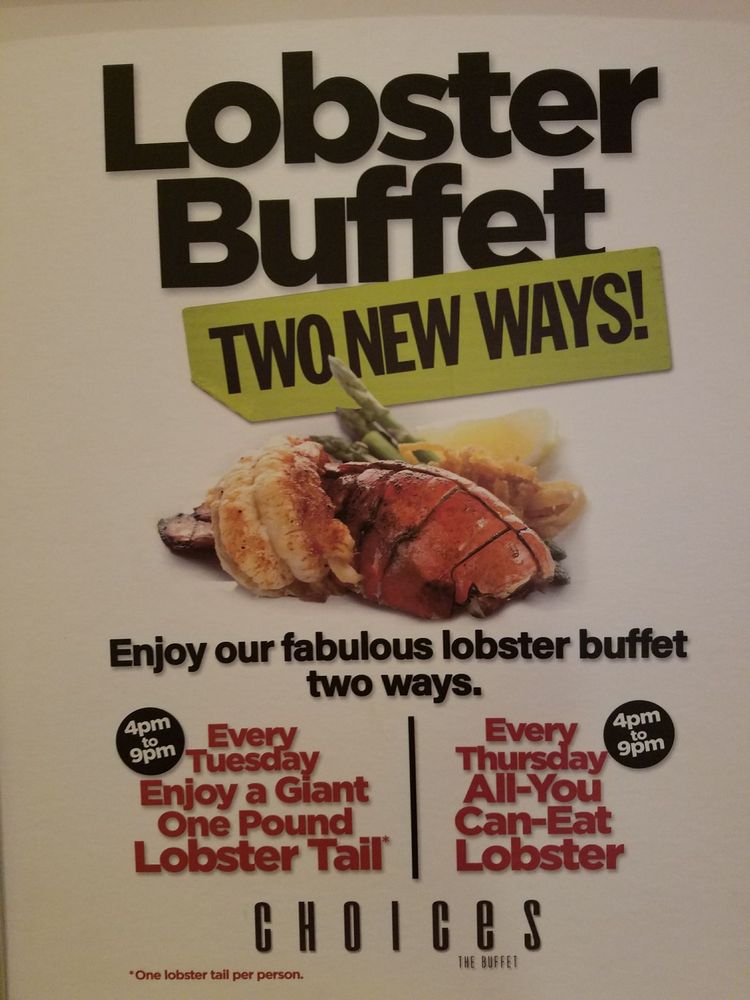 Lobster
Buffet
TWO NEW WAYS!
Enjoy our fabulous lobster buffet
two ways.
4pm
to
9pm
Every
Tuesday
Enjoy a Giant
One Pound
Lobster Tail*
Every
Thursday
All-You
Can-Eat
Lobster
4pm
to
9pm
CHOICeS
THE BUFFET
*One lobster tail per person.